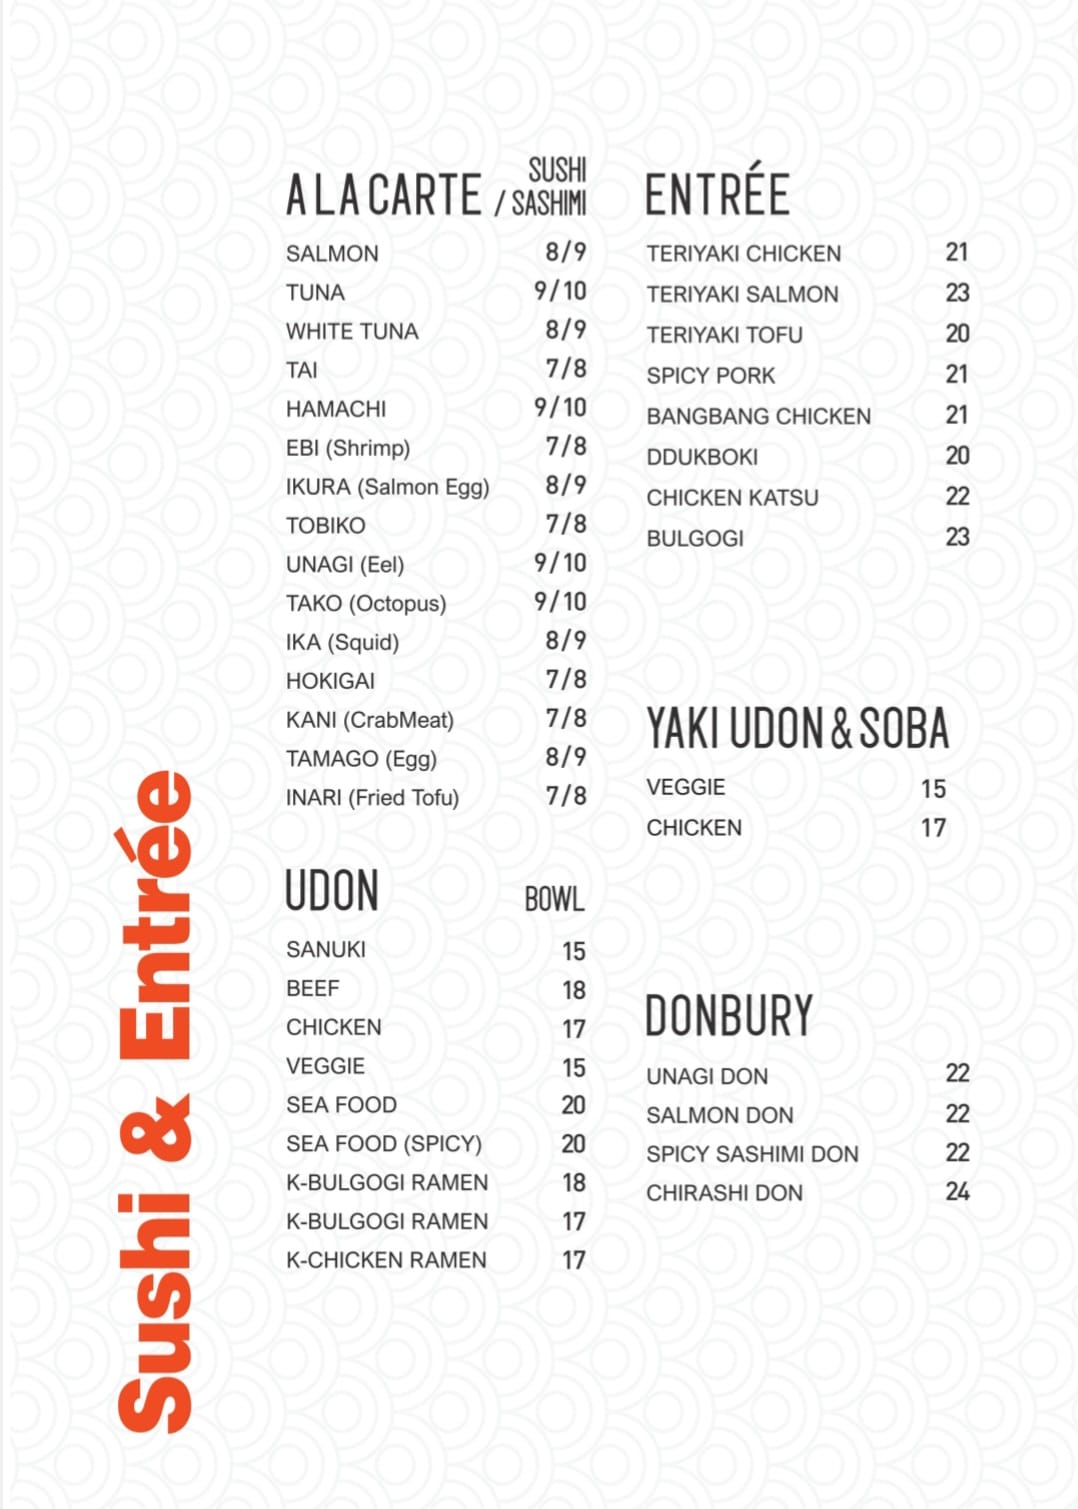 Sushi & Entrée
A LA CARTE / SUSHI / SASHIMI
SALMON 8/9
TUNA 9/10
WHITE TUNA 8/9
TAI 7/8
HAMACHI 9/10
EBI (Shrimp) 7/8
IKURA (Salmon Egg) 8/9
TOBIKO 7/8
UNAGI (Eel) 9/10
TAKO (Octopus) 9/10
IKA (Squid) 8/9
HOKIGAI 7/8
KANI (CrabMeat) 7/8
TAMAGO (Egg) 8/9
INARI (Fried Tofu) 7/8
UDON BOWL
SANUKI 15
BEEF 18
CHICKEN 17
VEGGIE 15
SEA FOOD 20
SEA FOOD (SPICY) 20
K-BULGOGI RAMEN 18
K-BULGOGI RAMEN 17
K-CHICKEN RAMEN 17
ENTRÉE
TERIYAKI CHICKEN 21
TERIYAKI SALMON 23
TERIYAKI TOFU 20
SPICY PORK 21
BANGBANG CHICKEN 21
DDUKBOKI 20
CHICKEN KATSU 22
BULGOGI 23
YAKI UDON & SOBA
VEGGIE 15
CHICKEN 17
DONBURY
UNAGI DON 22
SALMON DON 22
SPICY SASHIMI DON 22
CHIRASHI DON 24